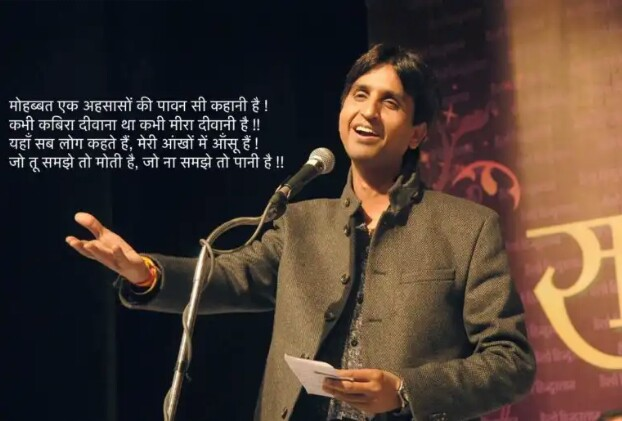 मोहब्बत एक अहसासों की पावन सी कहानी है !
कभी कबिरा दीवाना था कभी मीरा दीवानी है !!
यहाँ सब लोग कहते हैं, मेरी आंखों में आँसू हैं !
जो तू समझे तो मोती है, जो ना समझे तो पानी है !!
स